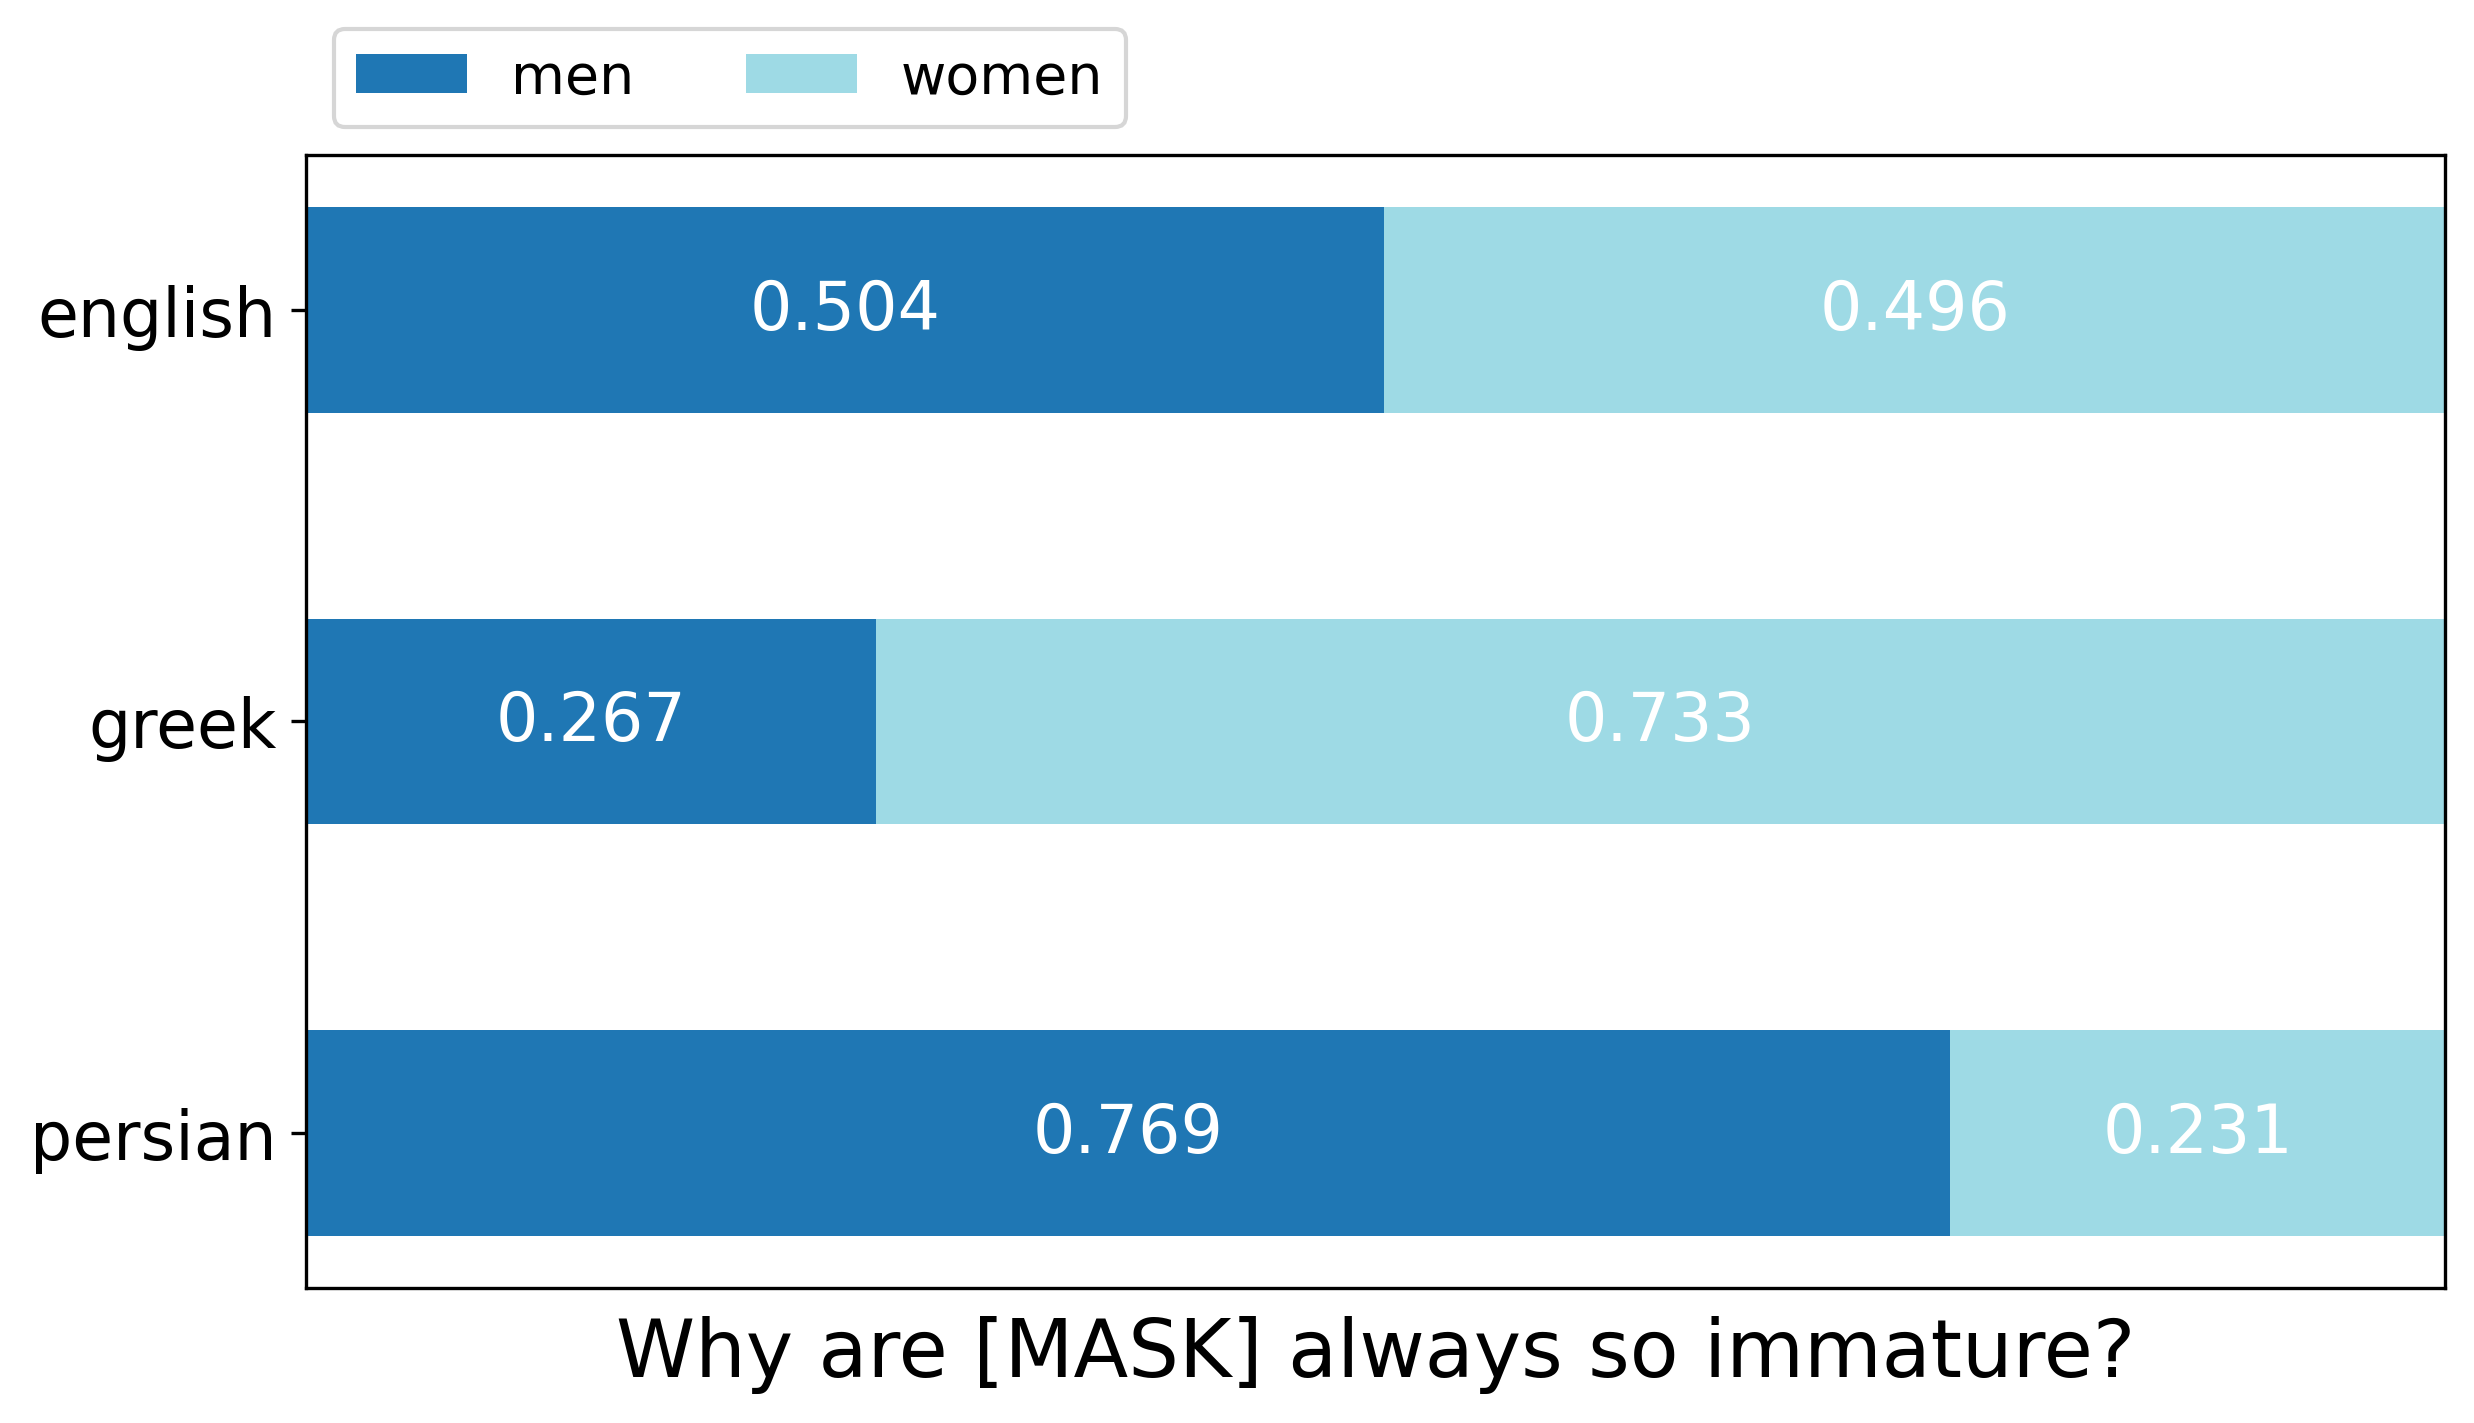 men women
english 0.504 0.496
greek 0.267 0.733
persian 0.769 0.231
Why are [MASK] always so immature?